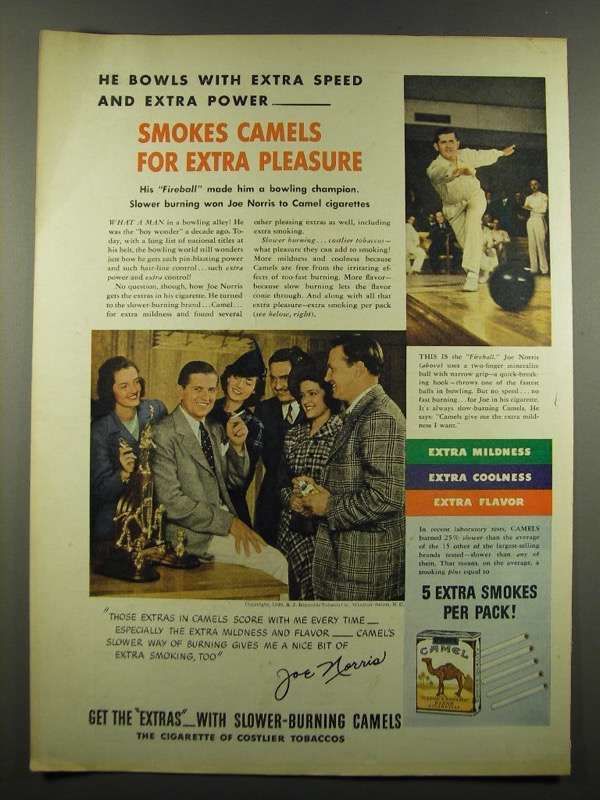 HE BOWLS WITH EXTRA SPEED
AND EXTRA POWER
SMOKES CAMELS
FOR EXTRA PLEASURE
His "Fireball" made him a bowling champion.
Slower burning won Joe Norris to Camel cigarettes
WHAT A MAN in a bowling alley! He
was the "boy wonder" a decade ago. To-
day, with a long list of national titles at
his belt, the bowling world still wonders
just how he gets such pin-blasting power
and such hair-line control...such extra
power and extra control!
No question, though, how Joe Norris
gets the extras in his cigarette. He turned
to the slower-burning brand...Camel...
for extra mildness and found several
other pleasing extras as well, including
extra smoking.
Slower burning...costlier tobaccos—
what pleasure they can add to smoking!
More mildness and coolness because
Camels are free from the irritating ef-
fects of too-fast burning. More flavor—
because slow burning lets the flavor
come through. And along with all that
extra pleasure—extra smoking per pack
(see below, right).
THIS IS the "Fireball." Joe Norris
(above) uses a two-finger mineralite
ball with narrow grip—a quick-break-
ing hook—throws one of the fastest
balls in bowling. But no speed...no
fast burning...for Joe in his cigarette.
It's always slow-burning Camels. He
says: "Camels give me the extra mild-
ness I want."
EXTRA MILDNESS
EXTRA COOLNESS
EXTRA FLAVOR
In recent laboratory tests, CAMELS
burned 25% slower than the average
of the 15 other of the largest-selling
brands tested—slower than any of
them. That means, on the average, a
smoking plus equal to
5 EXTRA SMOKES
PER PACK!
CAMEL
Copyright, R. J. Reynolds Tobacco Co., Winston-Salem, N. C.
"THOSE EXTRAS IN CAMELS SCORE WITH ME EVERY TIME—
ESPECIALLY THE EXTRA MILDNESS AND FLAVOR— CAMEL'S
SLOWER WAY OF BURNING GIVES ME A NICE BIT OF
EXTRA SMOKING, TOO"
Joe Norris
GET THE "EXTRAS"—WITH SLOWER-BURNING CAMELS
THE CIGARETTE OF COSTLIER TOBACCOS